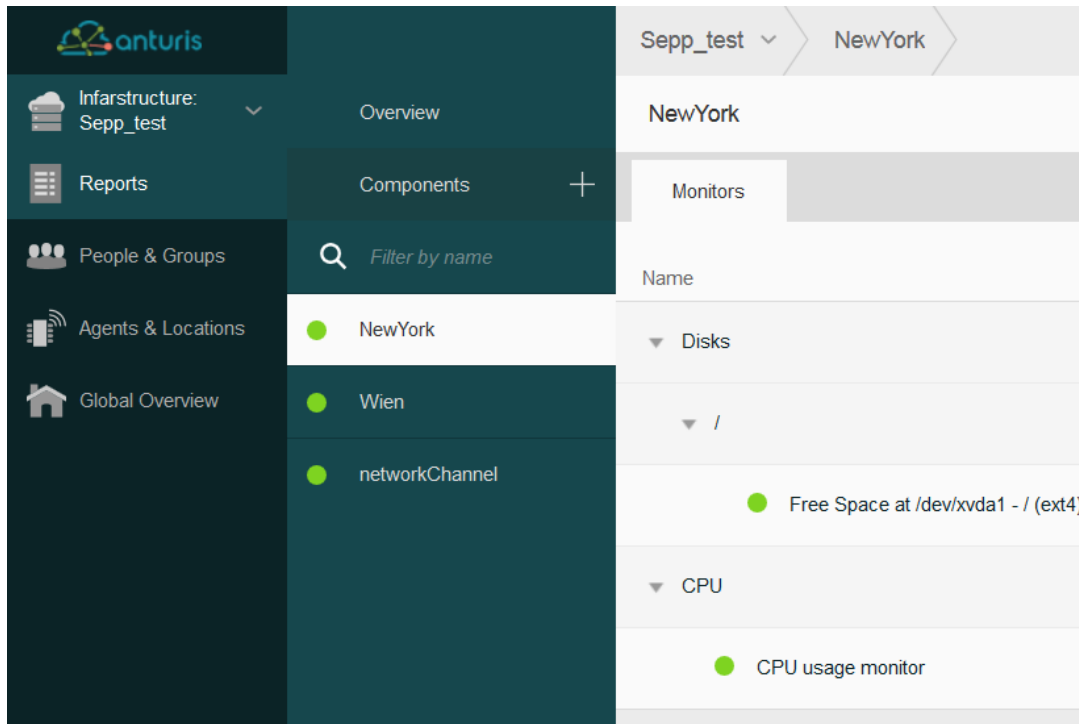 anturis
Infarstructure:
Sepp_test
Reports
People & Groups
Agents & Locations
Global Overview
Overview
Components
Filter by name
NewYork
Wien
networkChannel
Sepp_test
NewYork
NewYork
Monitors
Name
Disks
/
Free Space at /dev/xvda1 - / (ext4)
CPU
CPU usage monitor